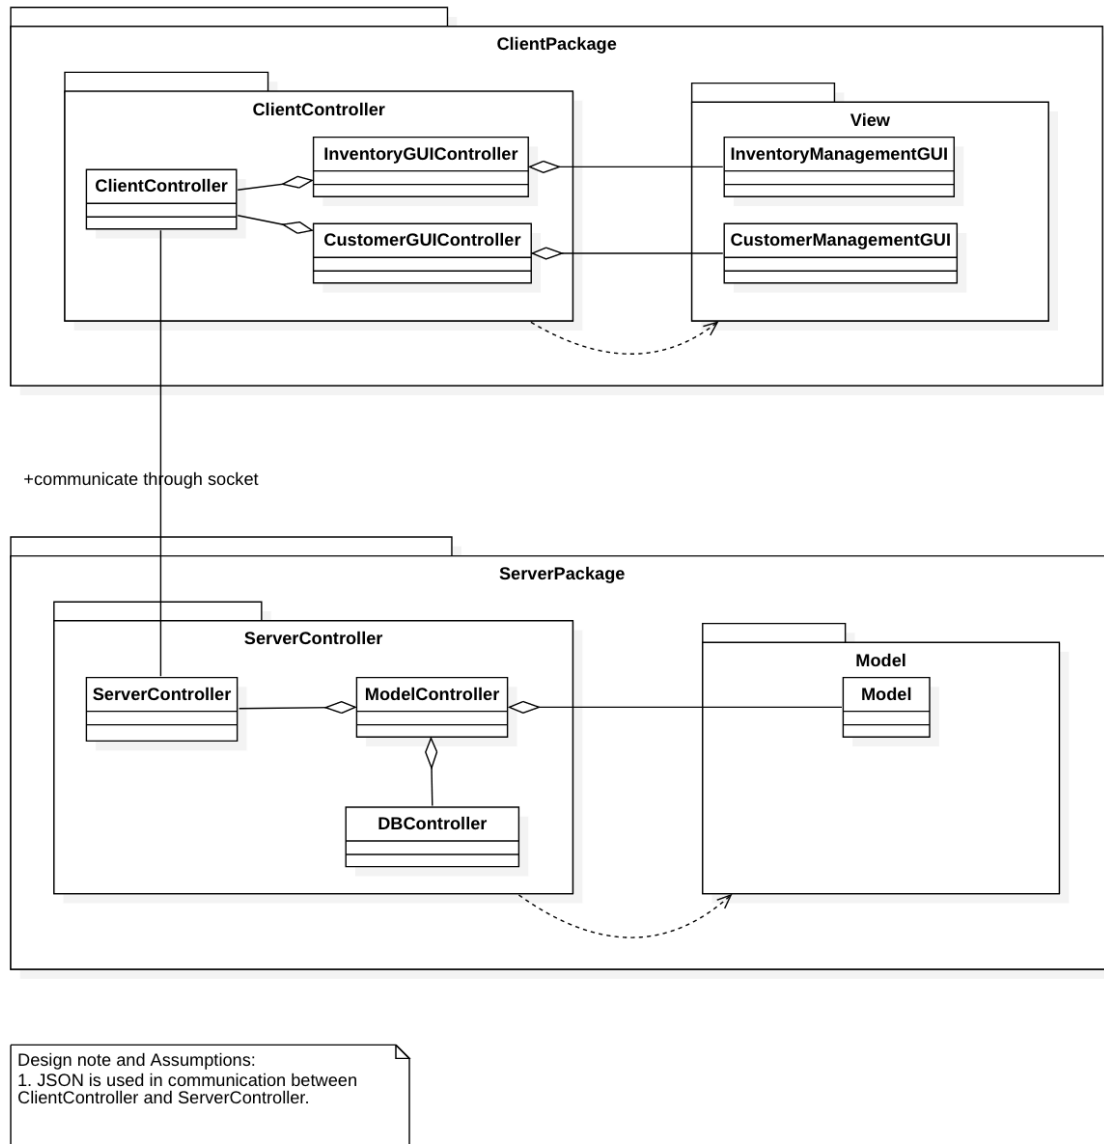 ClientPackage
ClientController
View
InventoryGUIController
InventoryManagementGUI
ClientController
CustomerGUIController
CustomerManagementGUI
+communicate through socket
ServerPackage
ServerController
Model
ServerController
ModelController
Model
DBController
Design note and Assumptions:
1. JSON is used in communication between
ClientController and ServerController.